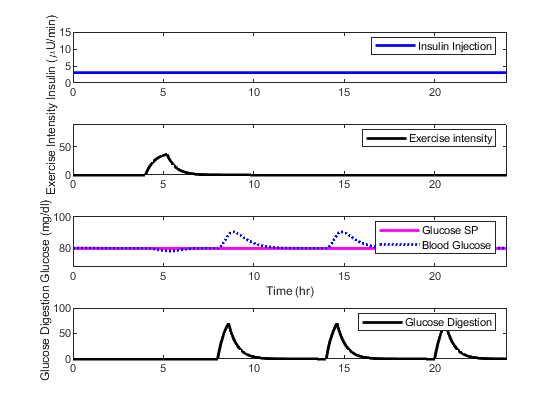 Insulin (μU/min)
15
10
5
0
Insulin Injection
0 5 10 15 20
Exercise Intensity
50
0
Exercise intensity
0 5 10 15 20
Glucose (mg/dl)
100
80
Glucose SP
Blood Glucose
0 5 10 15 20
Time (hr)
Glucose Digestion
100
50
0
Glucose Digestion
0 5 10 15 20